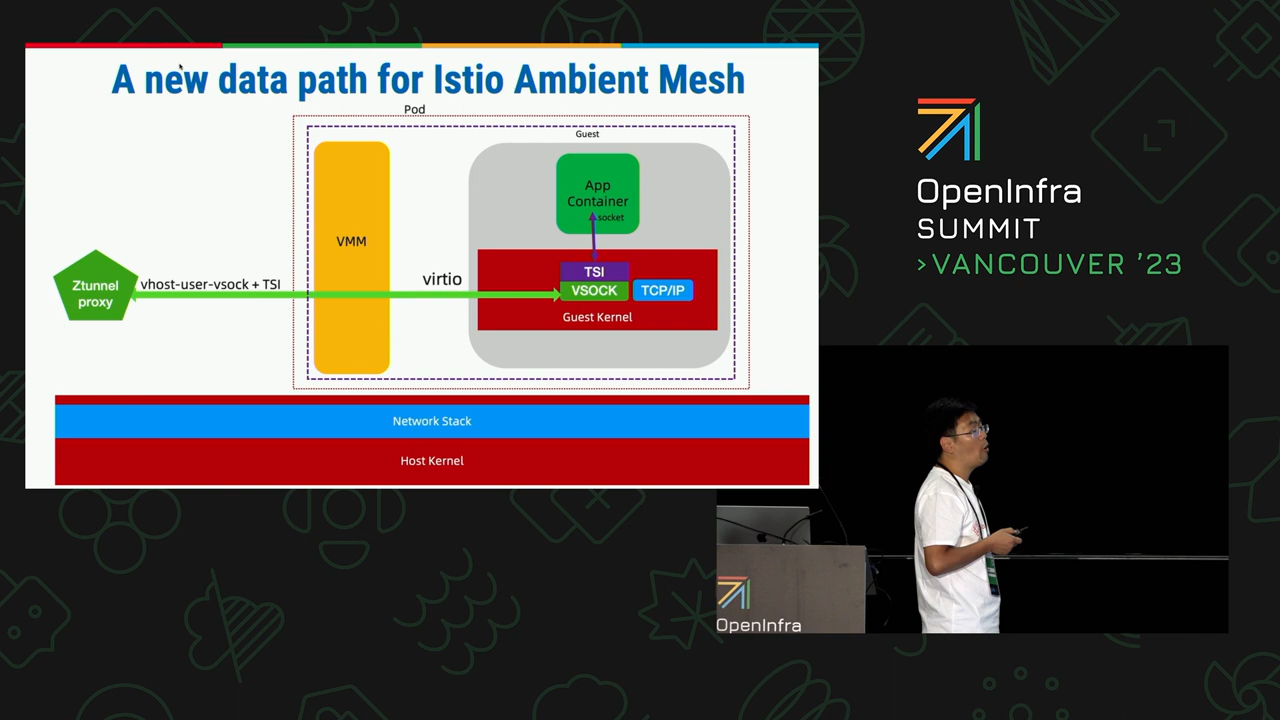 A new data path for Istio Ambient Mesh
Pod
Guest
App
Container
socket
VMM
Ztunnel
proxy
vhost-user-vsock + TSI
virtio
TSI
VSOCK
TCP/IP
Guest Kernel
Network Stack
Host Kernel
OpenInfra
SUMMIT
>VANCOUVER '23
OpenInfra